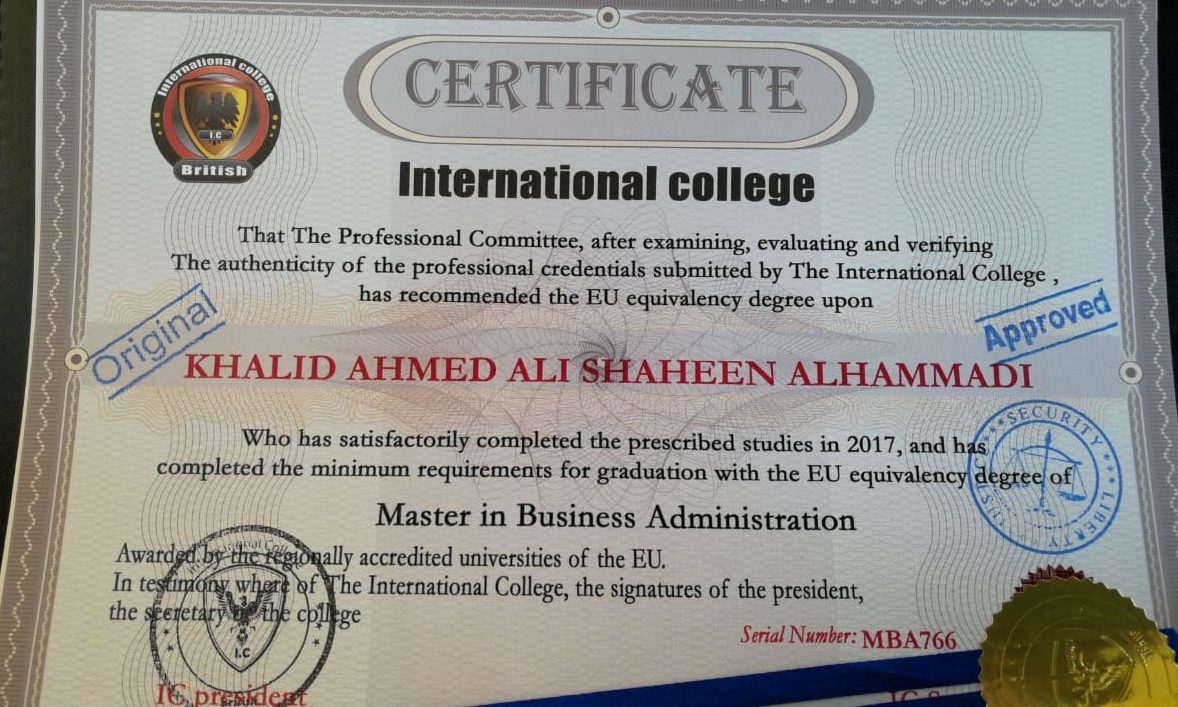 International college
I.C
British
CERTIFICATE
International college
That The Professional Committee, after examining, evaluating and verifying
The authenticity of the professional credentials submitted by The International College ,
has recommended the EU equivalency degree upon
Original
Approved
KHALID AHMED ALI SHAHEEN ALHAMMADI
Who has satisfactorily completed the prescribed studies in 2017, and has
completed the minimum requirements for graduation with the EU equivalency degree of
SECURITY
LIBERTY
Master in Business Administration
Awarded by the regionally accredited universities of the EU.
In testimony where of The International College, the signatures of the president,
the secretary of the college
I.C
Serial Number: MBA766
IC president